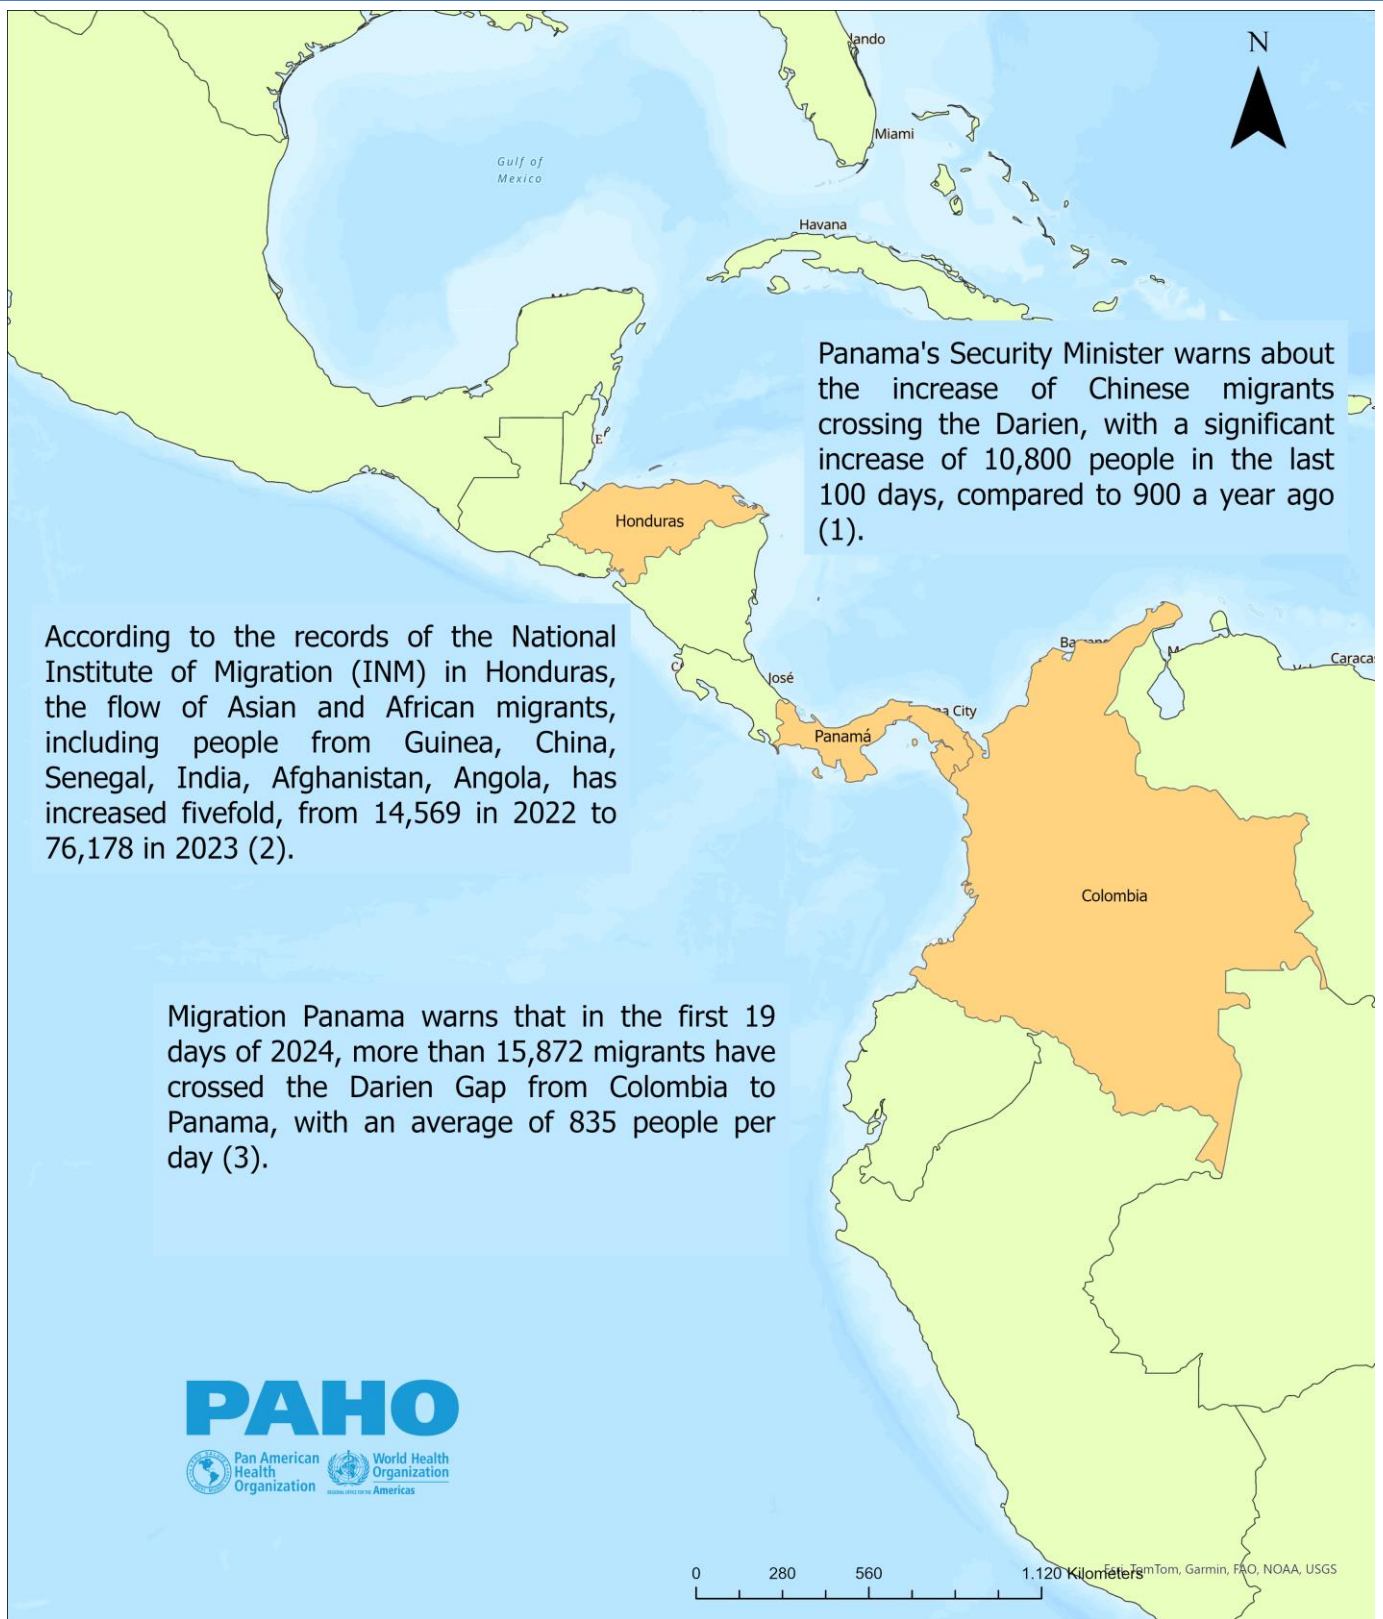 lando
N
Miami
Gulf of
Mexico
Havana
Panama's Security Minister warns about
the increase of Chinese migrants
crossing the Darien, with a significant
increase of 10,800 people in the last
100 days, compared to 900 a year ago
(1).
E
Honduras
According to the records of the National
Institute of Migration (INM) in Honduras,
the flow of Asian and African migrants,
including people from Guinea, China,
Senegal, India, Afghanistan, Angola, has
increased fivefold, from 14,569 in 2022 to
76,178 in 2023 (2).
Caracas
C
José
City
Panamá
Colombia
Migration Panama warns that in the first 19
days of 2024, more than 15,872 migrants have
crossed the Darien Gap from Colombia to
Panama, with an average of 835 people per
day (3).
PAHO
Pan American
Health
Organization
World Health
Organization
REGIONAL OFFICE FOR THE Americas
0 280 560 1.120 Kilometers
Esri, TomTom, Garmin, FAO, NOAA, USGS